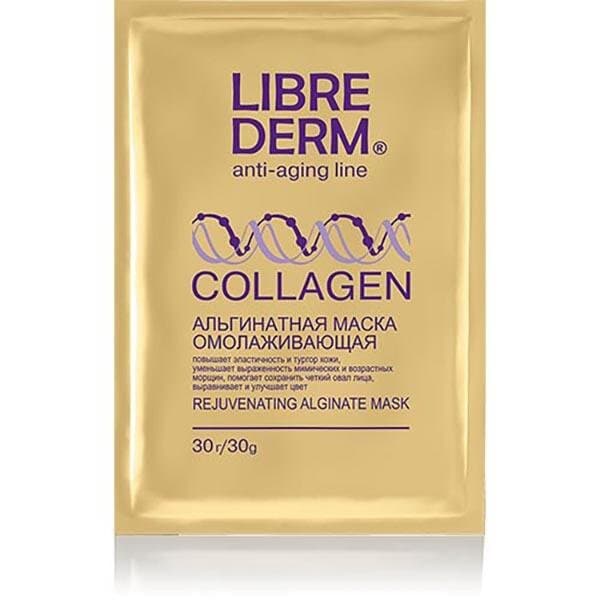 LIBRE
DERM®
anti-aging line
COLLAGEN
АЛЬГИНАТНАЯ МАСКА
ОМОЛАЖИВАЮЩАЯ
повышает эластичность и тургор кожи,
уменьшает выраженность мимических и возрастных
морщин, помогает сохранить четкий овал лица,
выравнивает и улучшает цвет
REJUVENATING ALGINATE MASK
30 г/30g